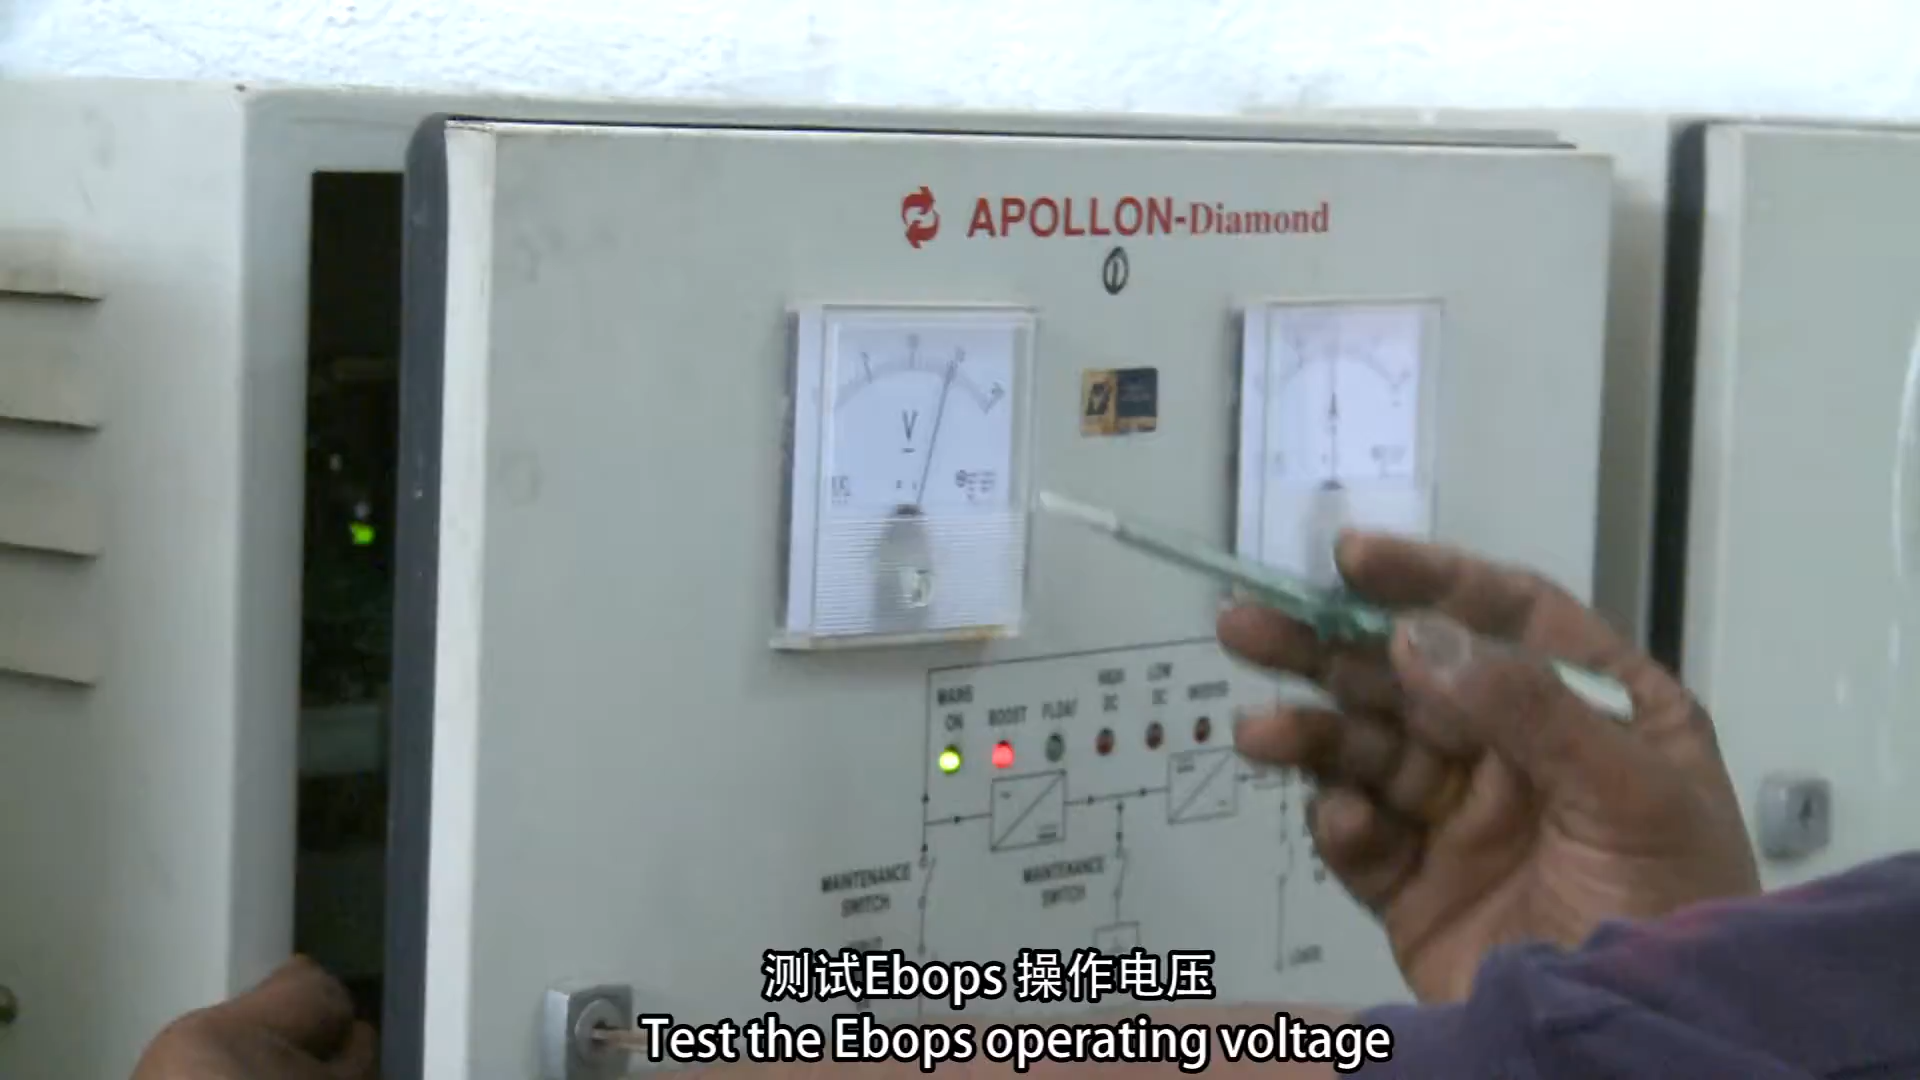 APOLLON-Diamond
V
MAINS
ON
BOOST
FLOAT
HIGH
DC
LOW
DC
MAINTENANCE
SWITCH
MAINTENANCE
SWITCH
测试Ebops 操作电压
Test the Ebops operating voltage